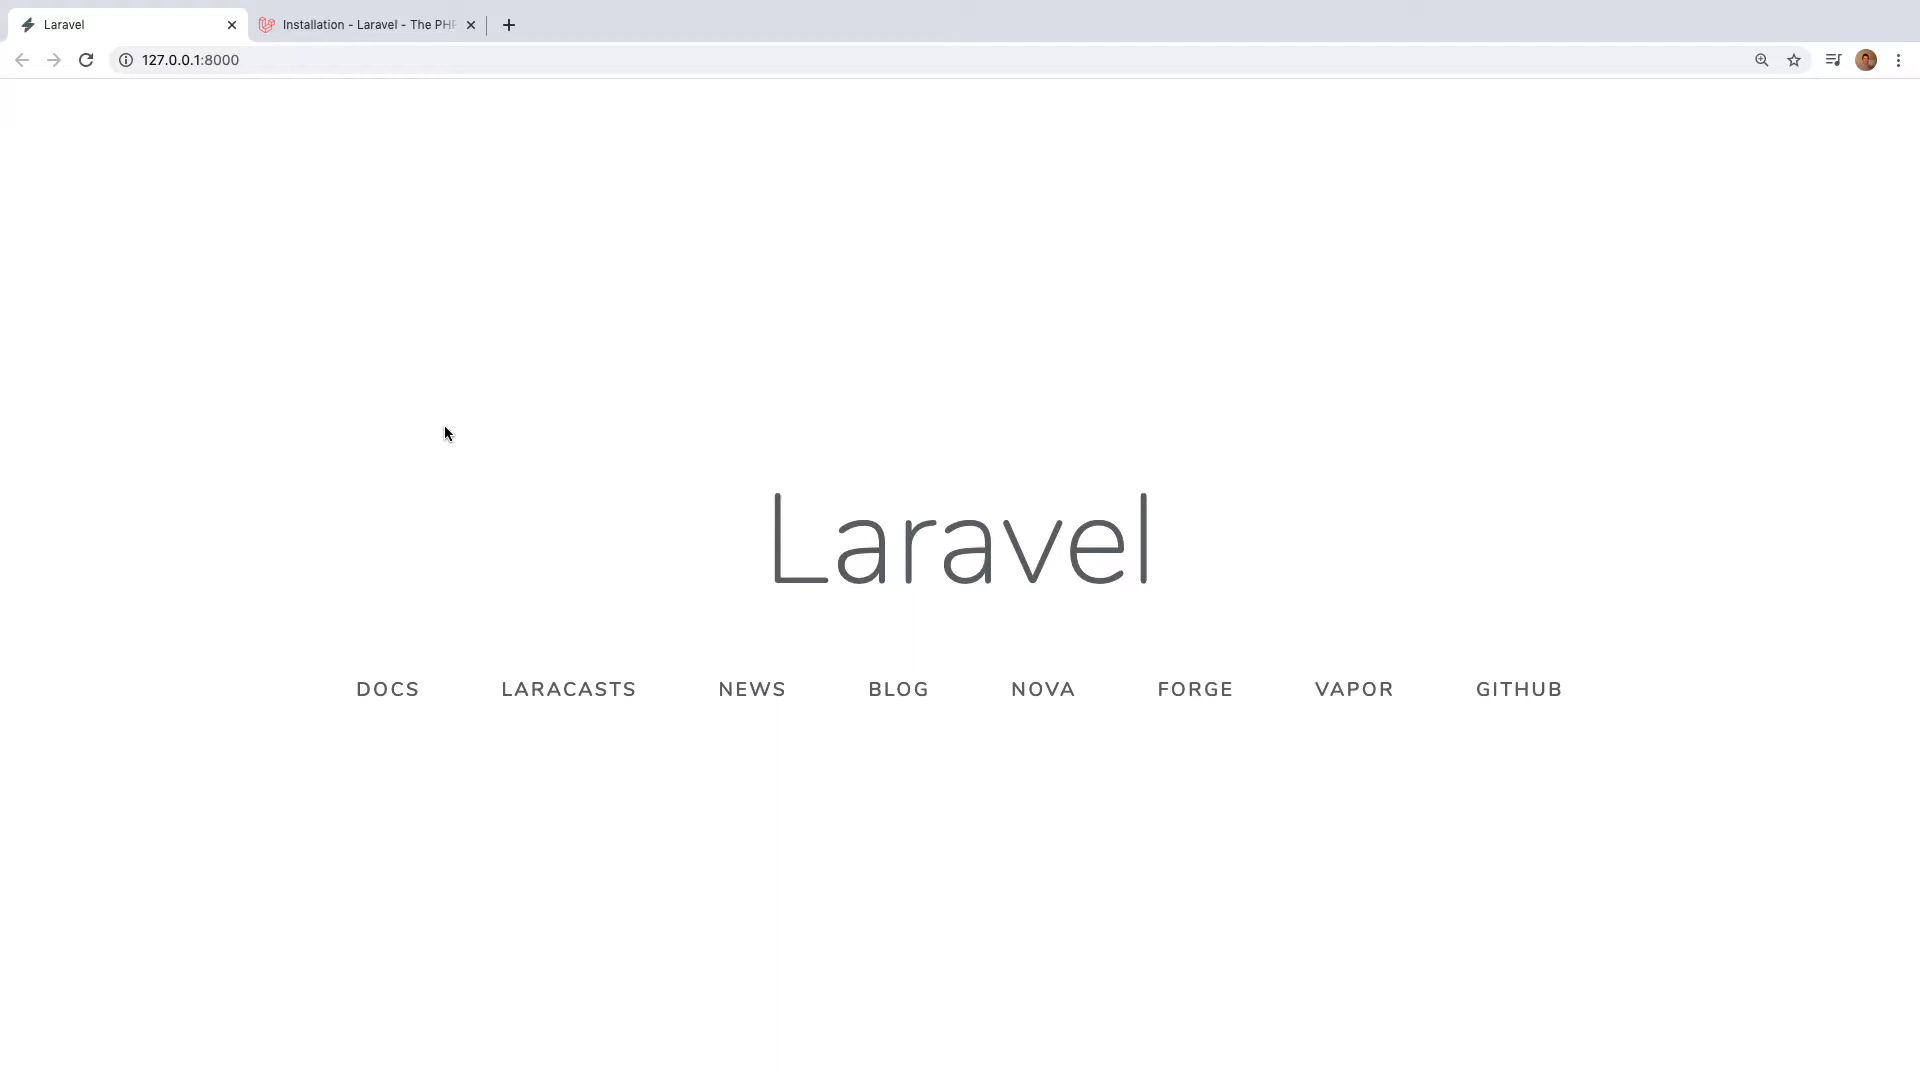 Laravel
Installation - Laravel - The PHP
127.0.0.1:8000
Laravel
DOCS LARACASTS NEWS BLOG NOVA FORGE VAPOR GITHUB